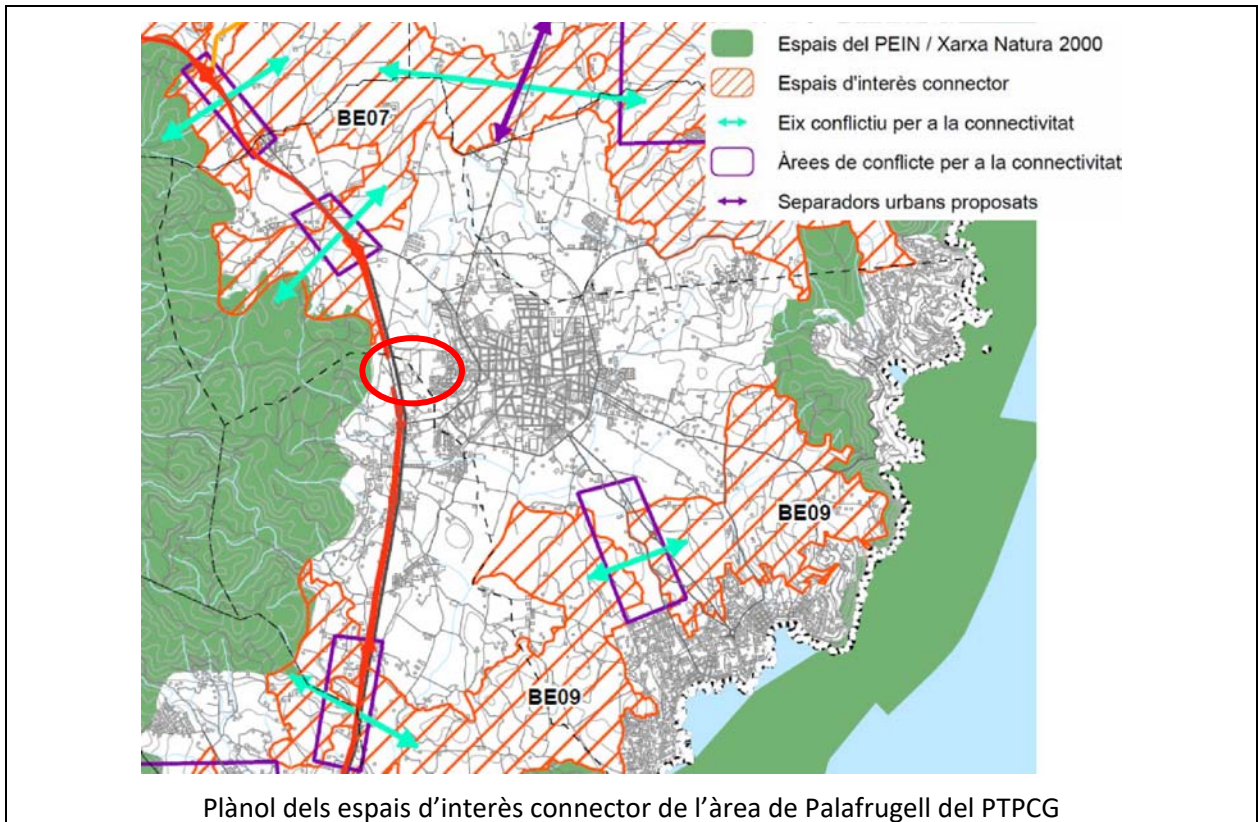 Espais del PEIN / Xarxa Natura 2000
Espais d'interès connector
Eix conflictiu per a la connectivitat
Àrees de conflicte per a la connectivitat
Separadors urbans proposats
BE07
BE09
BE09
Plànol dels espais d’interès connector de l’àrea de Palafrugell del PTPCG